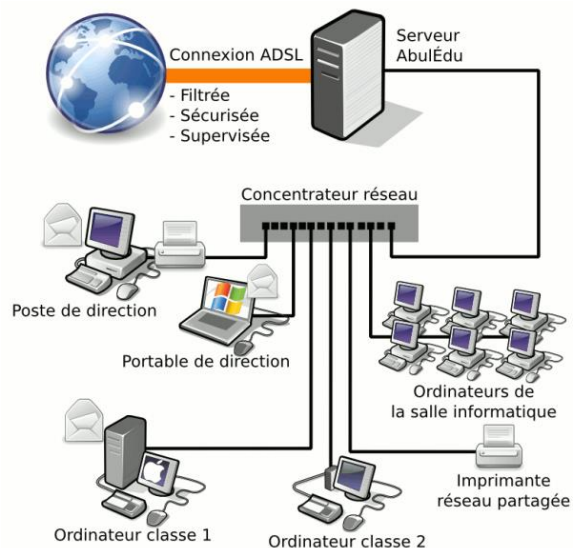 Connexion ADSL
- Filtrée
- Sécurisée
- Supervisée
Serveur
AbulÉdu
Concentrateur réseau
Poste de direction
Portable de direction
Ordinateurs de
la salle informatique
Imprimante
réseau partagée
Ordinateur classe 1
Ordinateur classe 2